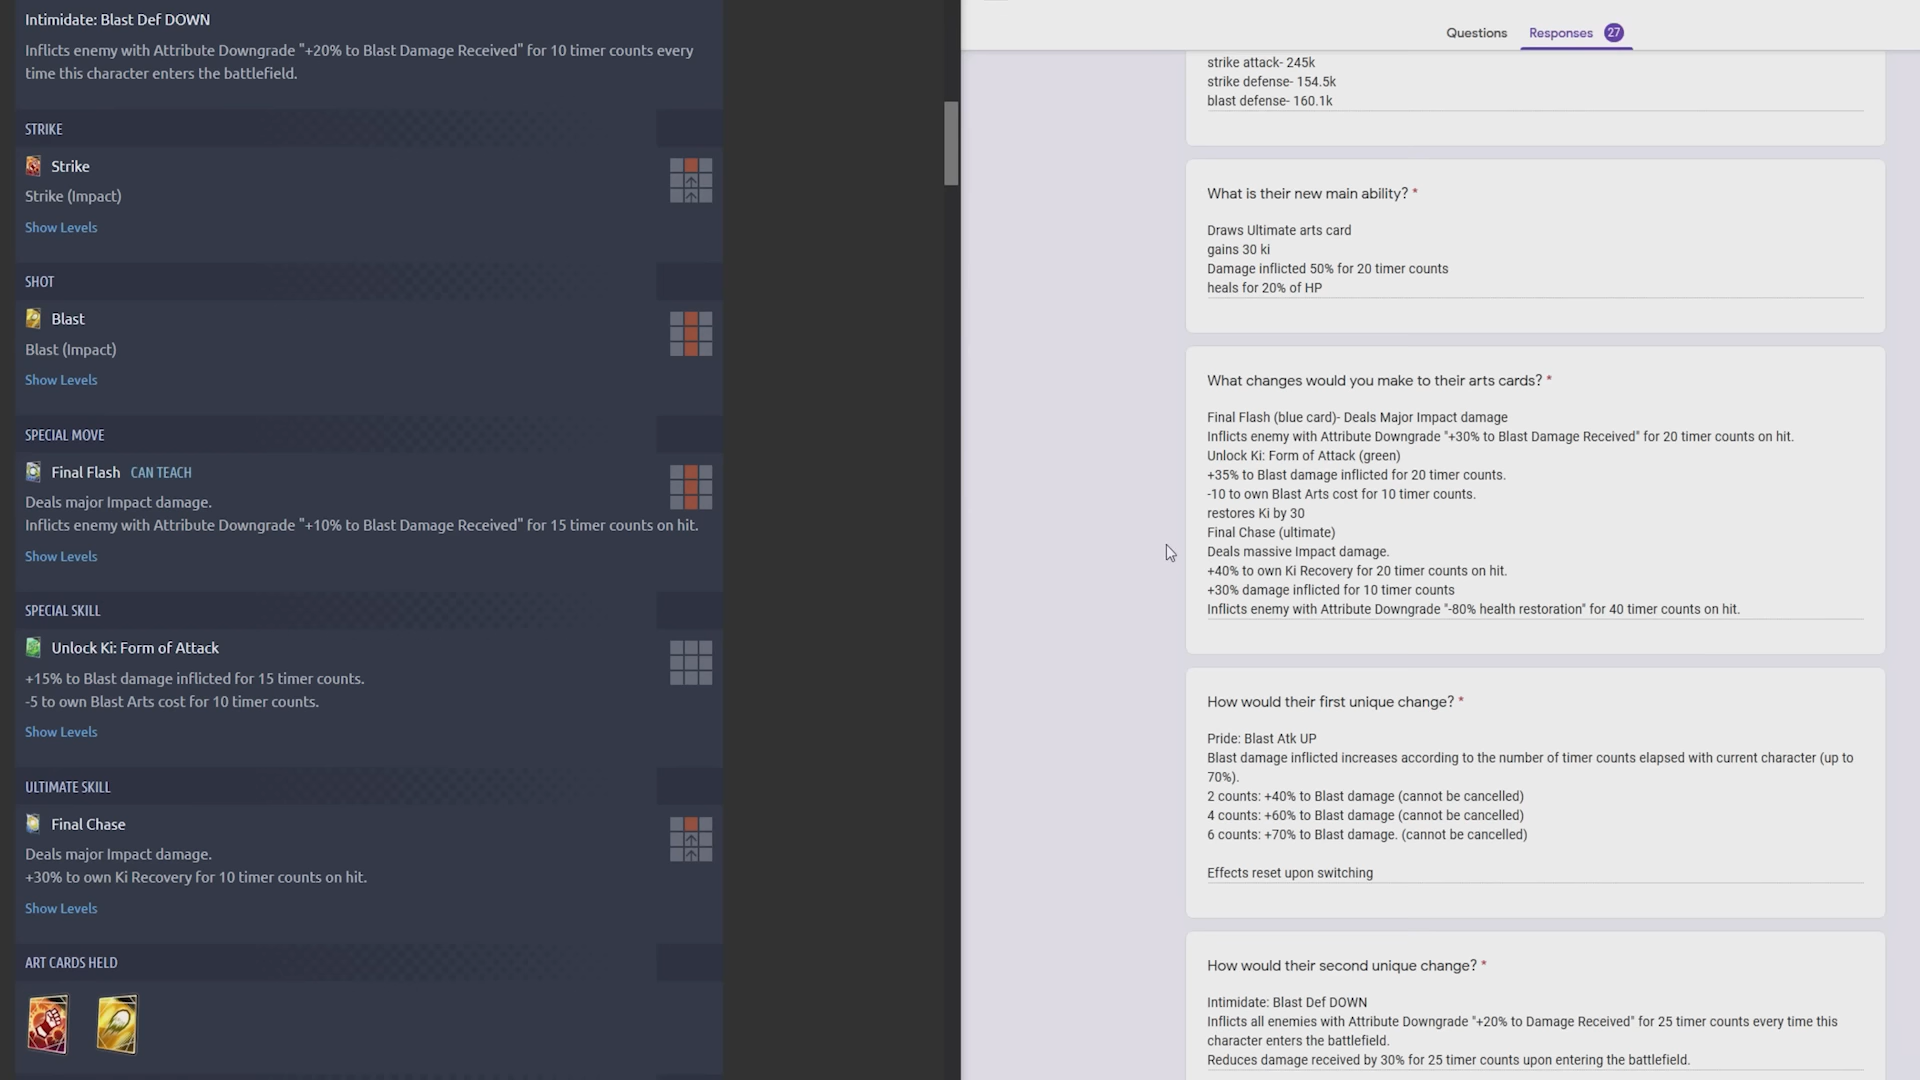 Intimidate: Blast Def DOWN
Inflicts enemy with Attribute Downgrade "+20% to Blast Damage Received" for 10 timer counts every
time this character enters the battlefield.
STRIKE
Strike
Strike (Impact)
Show Levels
SHOT
Blast
Blast (Impact)
Show Levels
SPECIAL MOVE
Final Flash CAN TEACH
Deals major Impact damage.
Inflicts enemy with Attribute Downgrade "+10% to Blast Damage Received" for 15 timer counts on hit.
Show Levels
SPECIAL SKILL
Unlock Ki: Form of Attack
+15% to Blast damage inflicted for 15 timer counts.
-5 to own Blast Arts cost for 10 timer counts.
Show Levels
ULTIMATE SKILL
Final Chase
Deals major Impact damage.
+30% to own Ki Recovery for 10 timer counts on hit.
Show Levels
ART CARDS HELD
Questions Responses 27
strike attack- 245k
strike defense- 154.5k
blast defense- 160.1k
What is their new main ability? *
Draws Ultimate arts card
gains 30 ki
Damage inflicted 50% for 20 timer counts
heals for 20% of HP
What changes would you make to their arts cards? *
Final Flash (blue card)- Deals Major Impact damage
Inflicts enemy with Attribute Downgrade "+30% to Blast Damage Received" for 20 timer counts on hit.
Unlock Ki: Form of Attack (green)
+35% to Blast damage inflicted for 20 timer counts.
-10 to own Blast Arts cost for 10 timer counts.
restores Ki by 30
Final Chase (ultimate)
Deals massive Impact damage.
+40% to own Ki Recovery for 20 timer counts on hit.
+30% damage inflicted for 10 timer counts
Inflicts enemy with Attribute Downgrade "-80% health restoration" for 40 timer counts on hit.
How would their first unique change? *
Pride: Blast Atk UP
Blast damage inflicted increases according to the number of timer counts elapsed with current character (up to
70%).
2 counts: +40% to Blast damage (cannot be cancelled)
4 counts: +60% to Blast damage (cannot be cancelled)
6 counts: +70% to Blast damage. (cannot be cancelled)
Effects reset upon switching
How would their second unique change? *
Intimidate: Blast Def DOWN
Inflicts all enemies with Attribute Downgrade "+20% to Damage Received" for 25 timer counts every time this
character enters the battlefield.
Reduces damage received by 30% for 25 timer counts upon entering the battlefield.